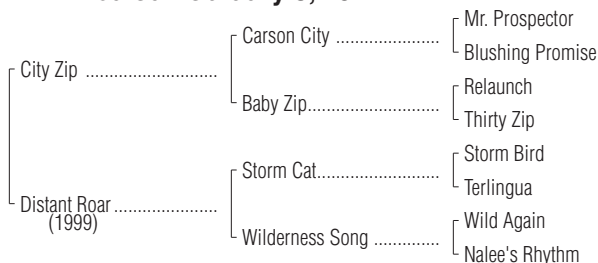 Mr. Prospector
Carson City ....................
Blushing Promise
City Zip ..........................
Relaunch
Baby Zip..........................
Thirty Zip
Storm Bird
Storm Cat........................
Terlingua
Distant Roar ....................
(1999)
Wild Again
Wilderness Song .............
Nalee's Rhythm